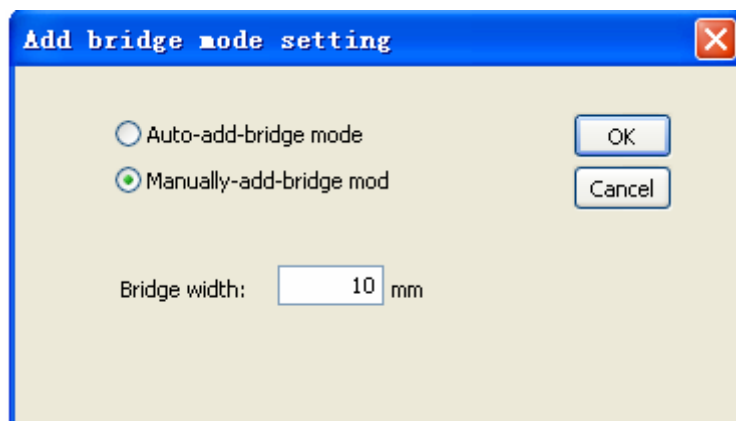 Add bridge mode setting
Auto-add-bridge mode
OK
Manually-add-bridge mod
Cancel
Bridge width: 10 mm